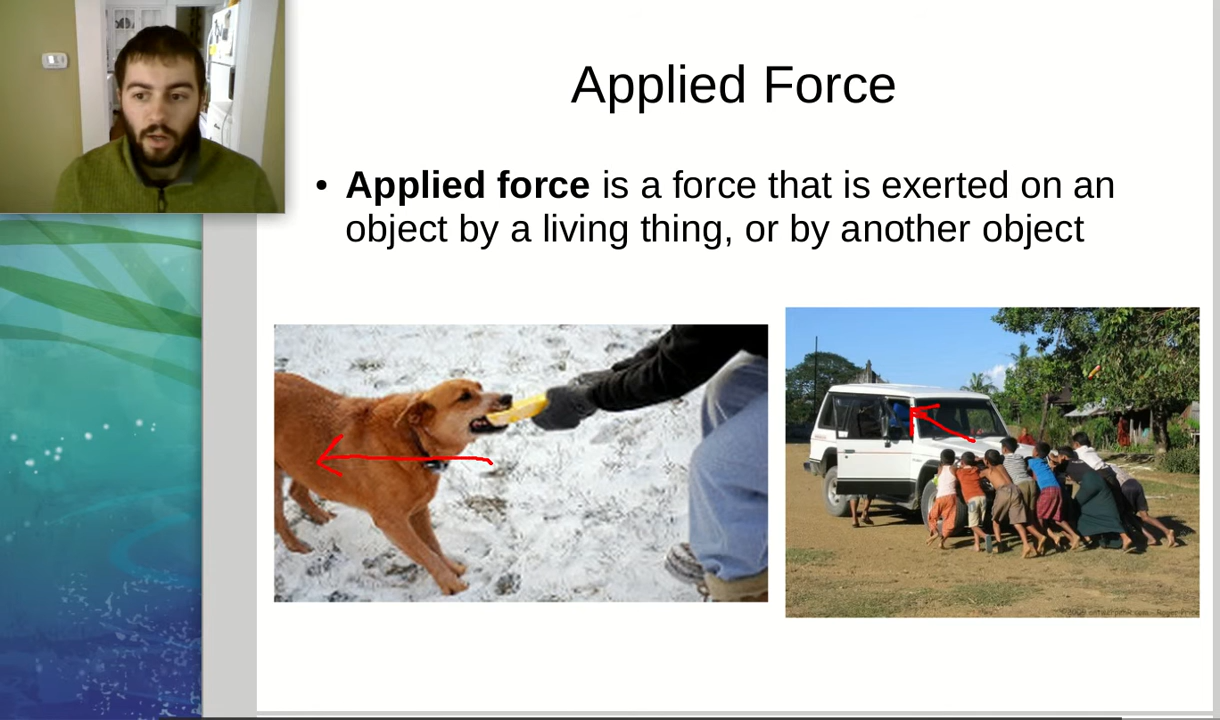 Applied Force
• Applied force is a force that is exerted on an
object by a living thing, or by another object